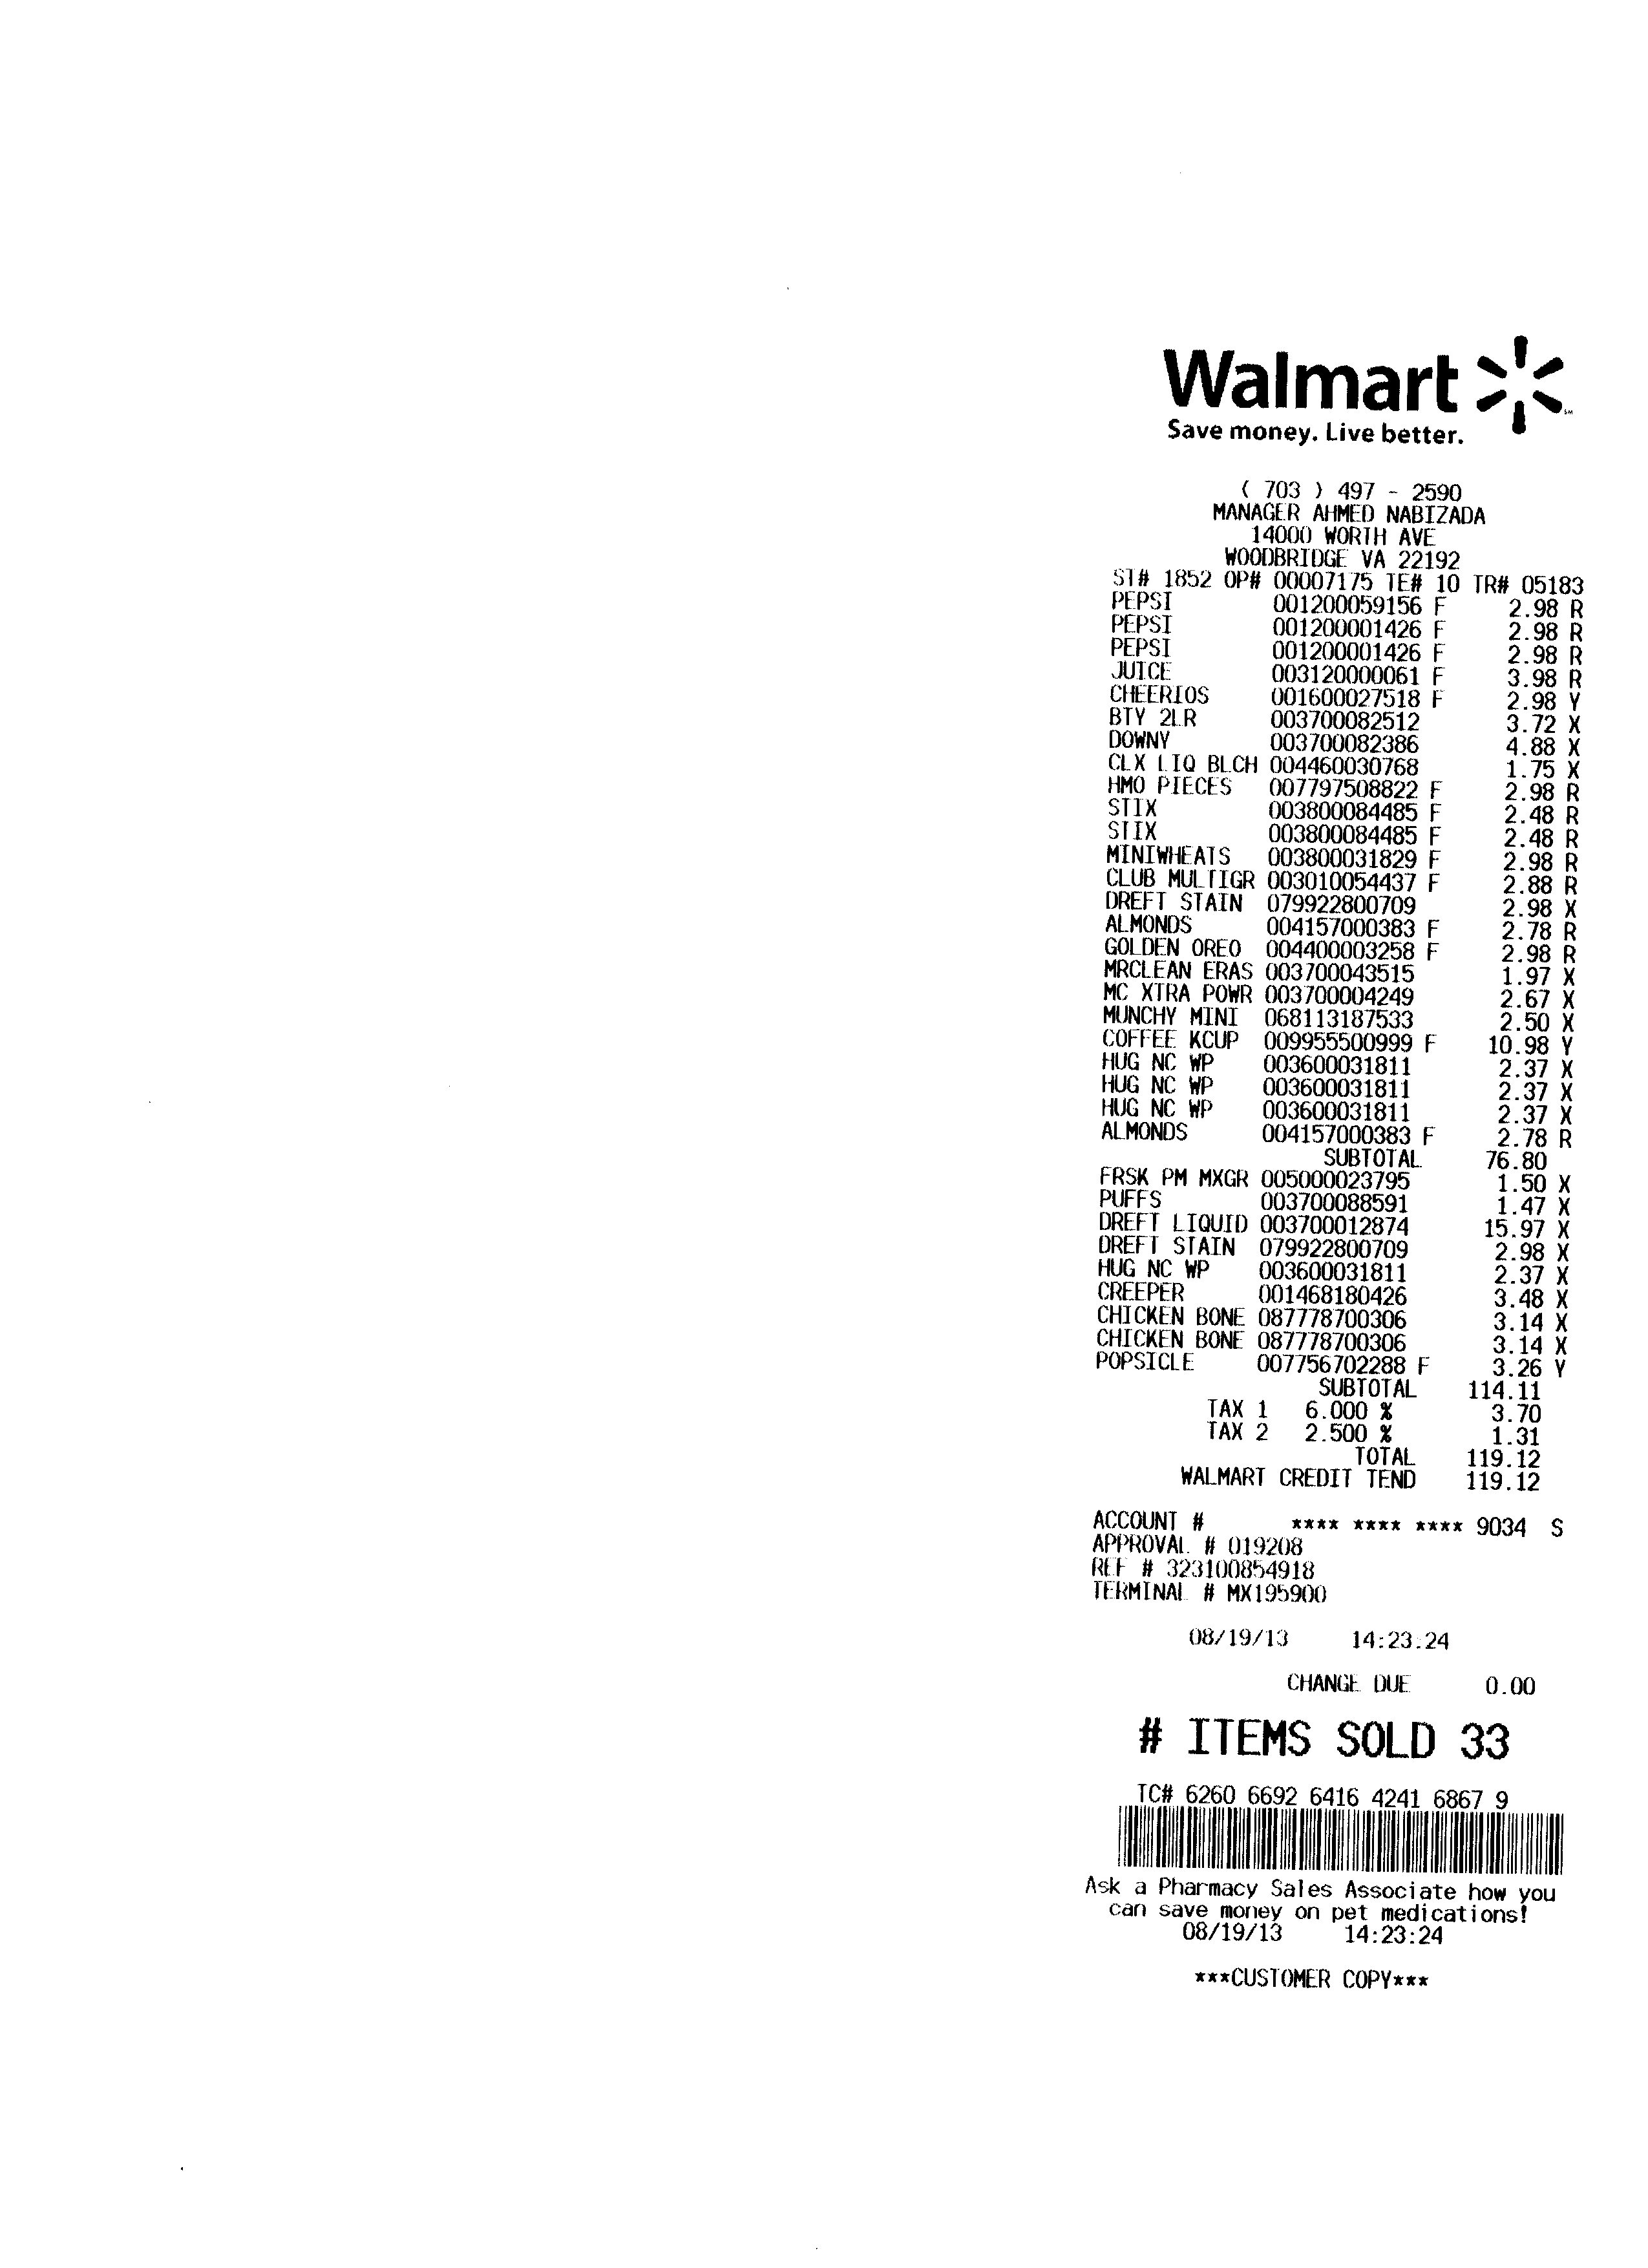 Walmart
Save money. Live better.
( 703 ) 497 - 2590
MANAGER AHMED NABIZADA
14000 WORTH AVE
WOODBRIDGE VA 22192
ST# 1852 OP# 00007175 TE# 10 TR# 05183
PEPSI 001200059156 F 2.98 R
PEPSI 001200001426 F 2.98 R
PEPSI 001200001426 F 2.98 R
JUICE 003120000061 F 3.98 R
CHEERIOS 001600027518 F 2.98 Y
BTY 2LR 003700082512 3.72 X
DOWNY 003700082386 4.88 X
CLX LIQ BLCH 004460030768 1.75 X
HMO PIECES 007797508822 F 2.98 R
STIX 003800084485 F 2.48 R
STIX 003800084485 F 2.48 R
MINIWHEATS 003800031829 F 2.98 R
CLUB MULTIGR 003010054437 F 2.88 R
DREFT STAIN 079922800709 2.98 X
ALMONDS 004157000383 F 2.78 R
GOLDEN OREO 004400003258 F 2.98 R
MRCLEAN ERAS 003700043515 1.97 X
MC XTRA POWR 003700004249 2.67 X
MUNCHY MINI 068113187533 2.50 X
COFFEE KCUP 009955500999 F 10.98 Y
HUG NC WP 003600031811 2.37 X
HUG NC WP 003600031811 2.37 X
HUG NC WP 003600031811 2.37 X
ALMONDS 004157000383 F 2.78 R
SUBTOTAL 76.80
FRSK PM MXGR 005000023795 1.50 X
PUFFS 003700088591 1.47 X
DREFT LIQUID 003700012874 15.97 X
DREFT STAIN 079922800709 2.98 X
HUG NC WP 003600031811 2.37 X
CREEPER 001468180426 3.48 X
CHICKEN BONE 087778700306 3.14 X
CHICKEN BONE 087778700306 3.14 X
POPSICLE 007756702288 F 3.26 Y
SUBTOTAL 114.11
TAX 1 6.000 % 3.70
TAX 2 2.500 % 1.31
TOTAL 119.12
WALMART CREDIT TEND 119.12
ACCOUNT # **** **** **** 9034 S
APPROVAL # 019208
REF # 323100854918
TERMINAL # MX195900
08/19/13 14:23:24
CHANGE DUE 0.00
# ITEMS SOLD 33
TC# 6260 6692 6416 4241 6867 9
Ask a Pharmacy Sales Associate how you
can save money on pet medications!
08/19/13 14:23:24
***CUSTOMER COPY***